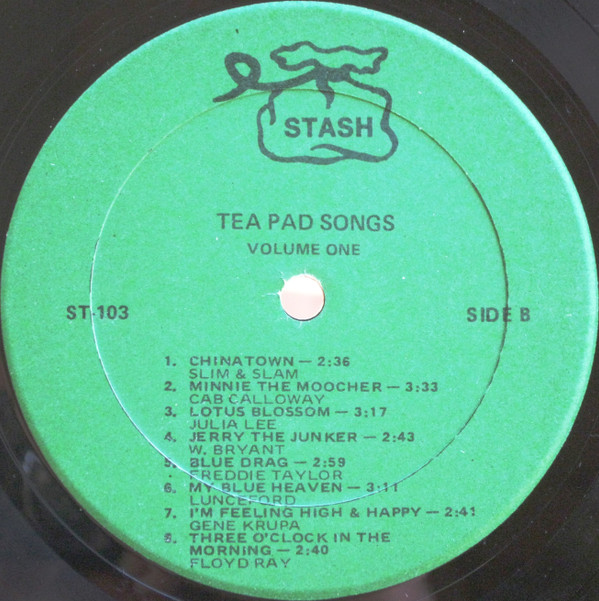 STASH
TEA PAD SONGS
VOLUME ONE
ST-103
SIDE B
1. CHINATOWN — 2:36
SLIM & SLAM
2. MINNIE THE MOOCHER — 3:33
CAB CALLOWAY
3. LOTUS BLOSSOM — 3:17
JULIA LEE
4. JERRY THE JUNKER — 2:43
W. BRYANT
5. BLUE DRAG — 2:59
FREDDIE TAYLOR
6. MY BLUE HEAVEN — 3:11
LUNCEFORD
7. I'M FEELING HIGH & HAPPY — 2:41
GENE KRUPA
8. THREE O'CLOCK IN THE
MORNING — 2:40
FLOYD RAY